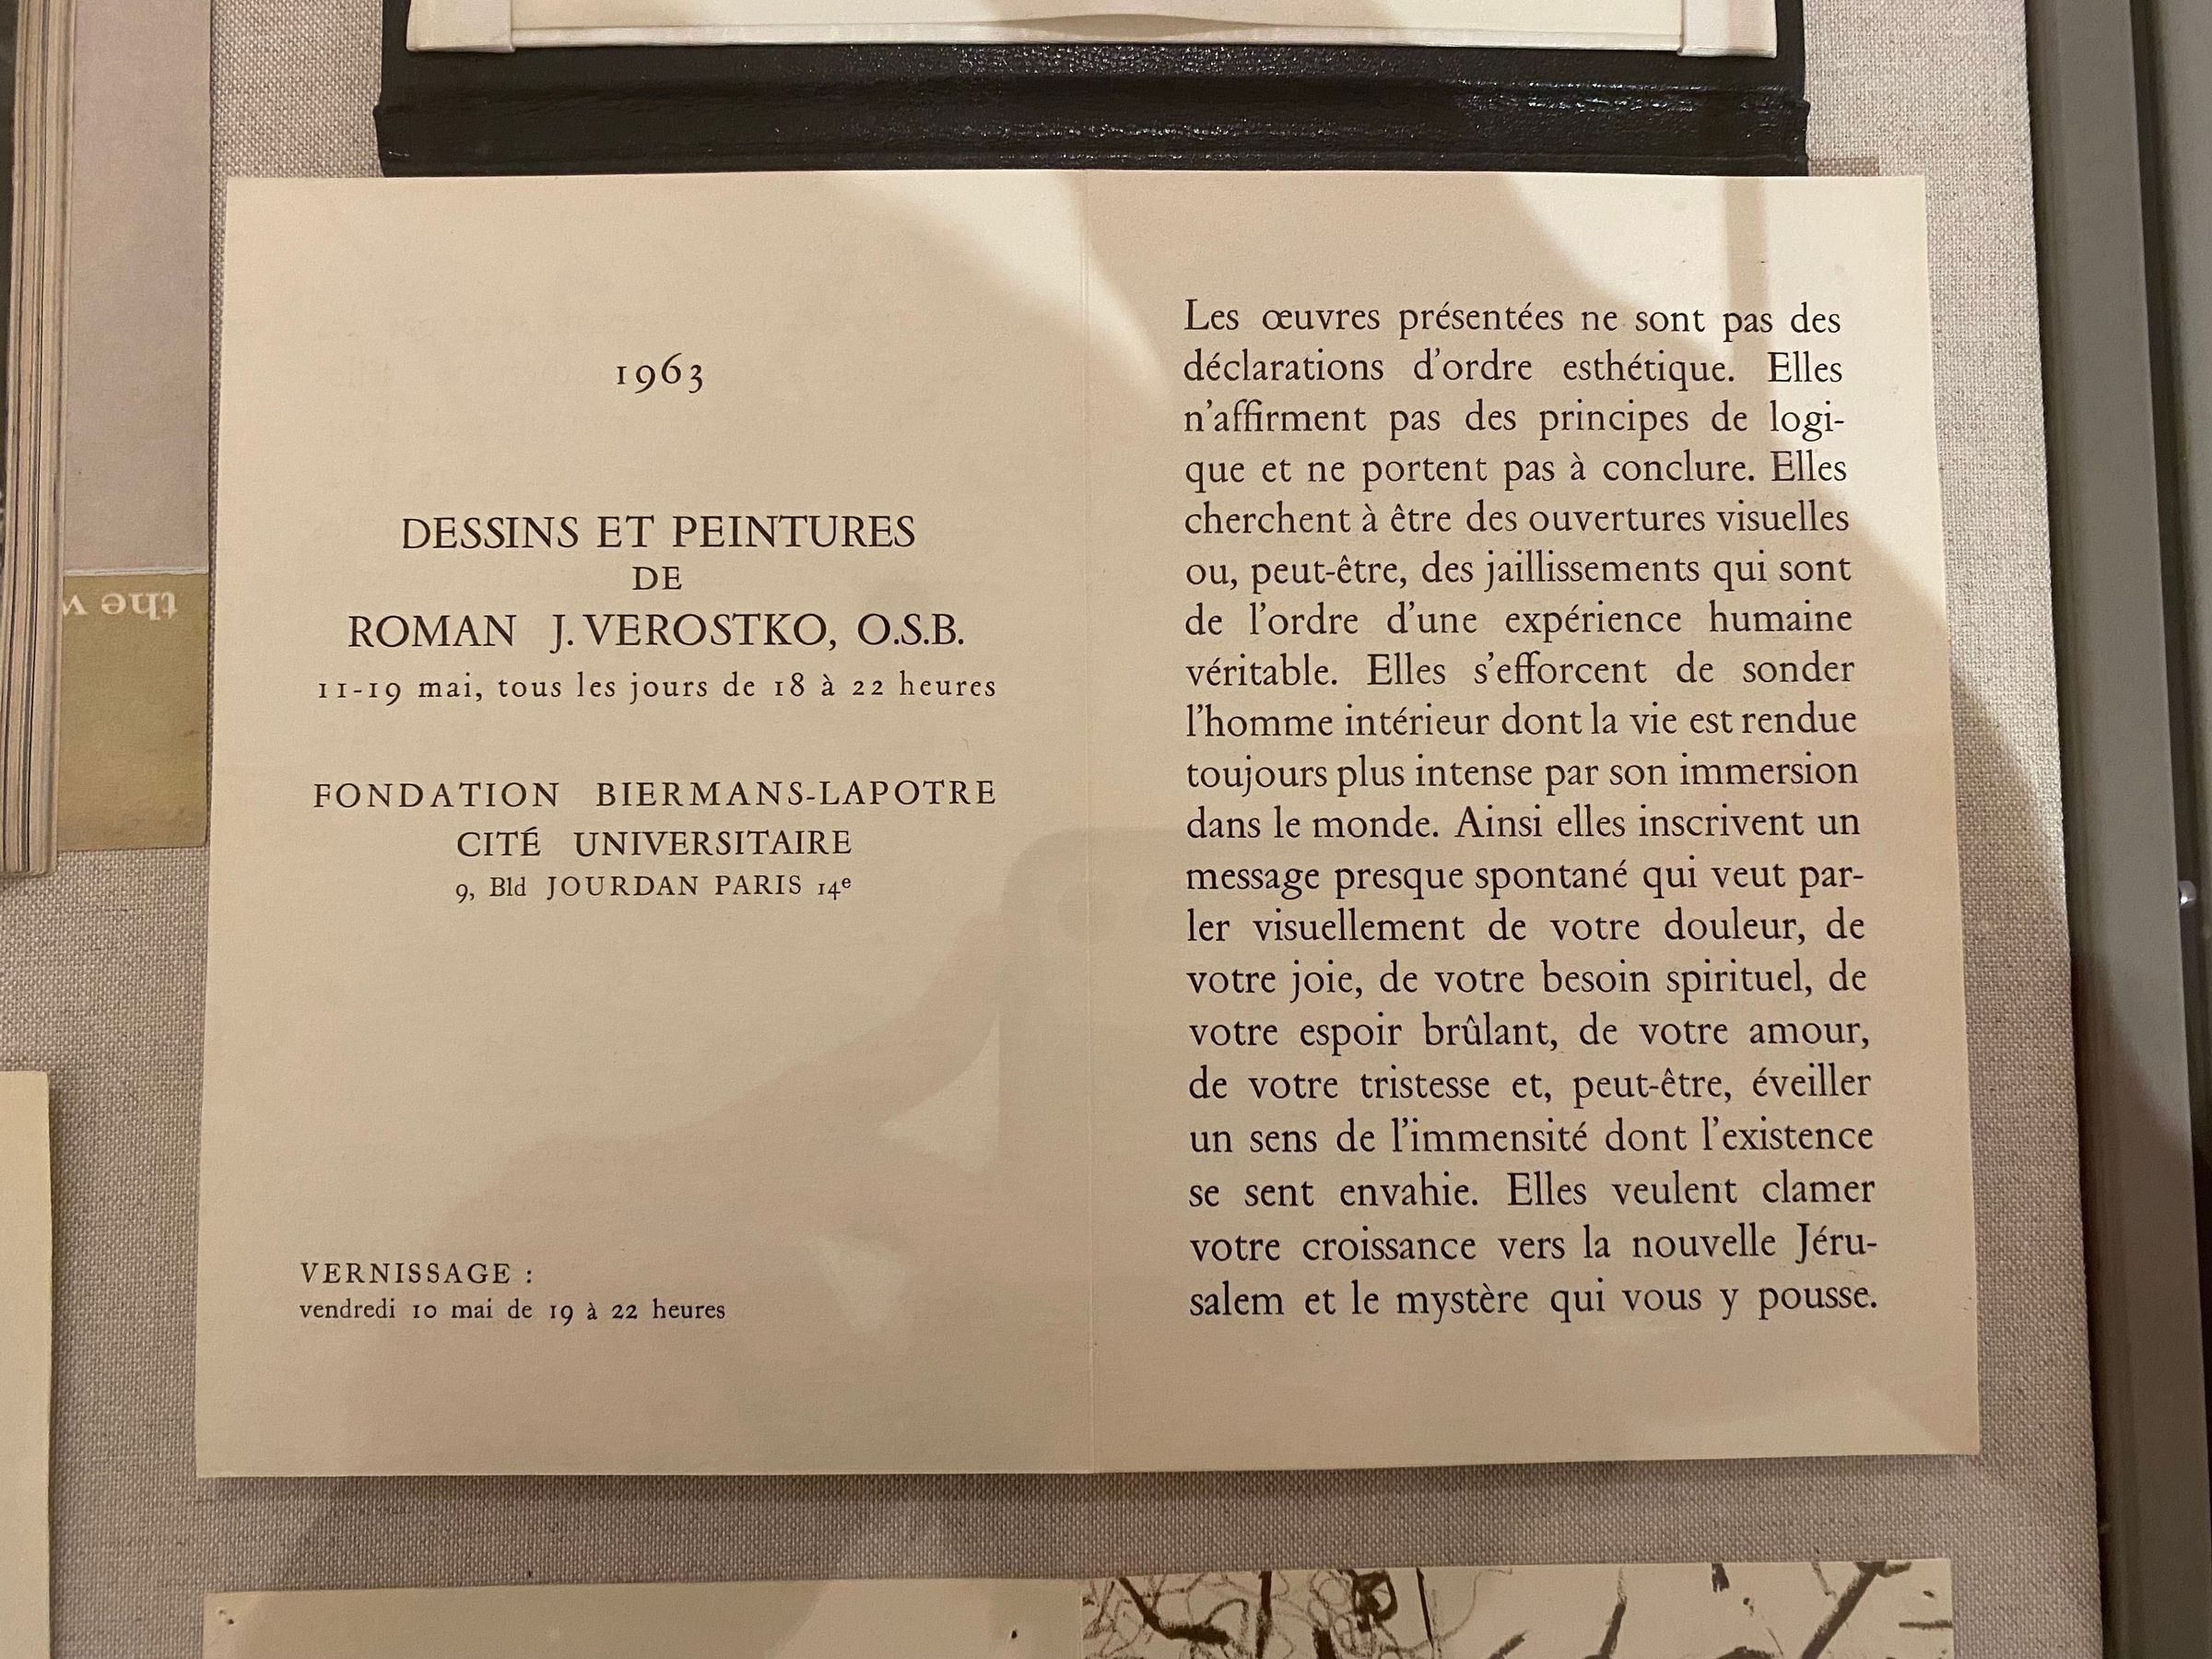 the
1963
DESSINS ET PEINTURES
DE
ROMAN J. VEROSTKO, O.S.B.
11-19 mai, tous les jours de 18 à 22 heures
FONDATION BIERMANS-LAPOTRE
CITÉ UNIVERSITAIRE
9, Bld JOURDAN PARIS 14e
VERNISSAGE :
vendredi 10 mai de 19 à 22 heures
Les œuvres présentées ne sont pas des
déclarations d’ordre esthétique. Elles
n’affirment pas des principes de logi-
que et ne portent pas à conclure. Elles
cherchent à être des ouvertures visuelles
ou, peut-être, des jaillissements qui sont
de l’ordre d’une expérience humaine
véritable. Elles s’efforcent de sonder
l’homme intérieur dont la vie est rendue
toujours plus intense par son immersion
dans le monde. Ainsi elles inscrivent un
message presque spontané qui veut par-
ler visuellement de votre douleur, de
votre joie, de votre besoin spirituel, de
votre espoir brûlant, de votre amour,
de votre tristesse et, peut-être, éveiller
un sens de l’immensité dont l’existence
se sent envahie. Elles veulent clamer
votre croissance vers la nouvelle Jéru-
salem et le mystère qui vous y pousse.